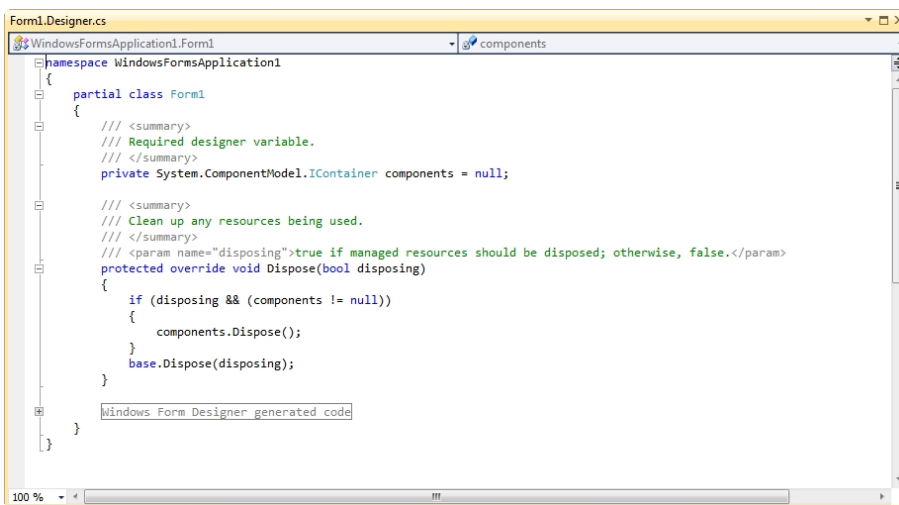 Form1.Designer.cs
WindowsFormsApplication1.Form1 components
namespace WindowsFormsApplication1
{
    partial class Form1
    {
        /// <summary>
        /// Required designer variable.
        /// </summary>
        private System.ComponentModel.IContainer components = null;

        /// <summary>
        /// Clean up any resources being used.
        /// </summary>
        /// <param name="disposing">true if managed resources should be disposed; otherwise, false.</param>
        protected override void Dispose(bool disposing)
        {
            if (disposing && (components != null))
            {
                components.Dispose();
            }
            base.Dispose(disposing);
        }

        Windows Form Designer generated code
    }
}
100 %